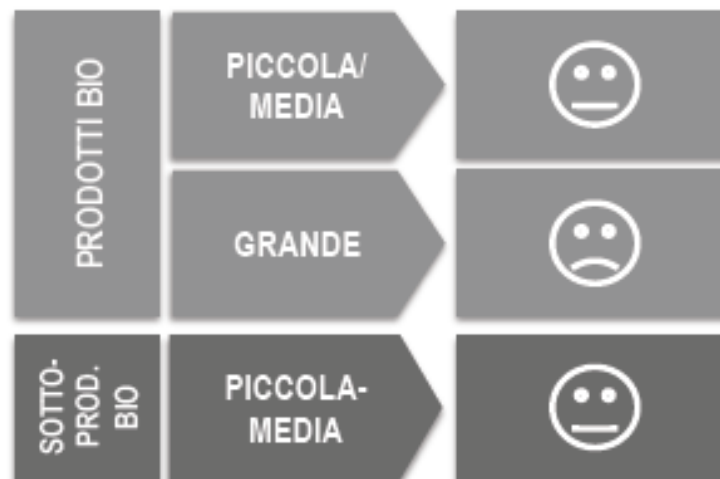 PRODOTTI BIO
PICCOLA/
MEDIA
GRANDE
SOTTO-
PROD.
BIO
PICCOLA-
MEDIA